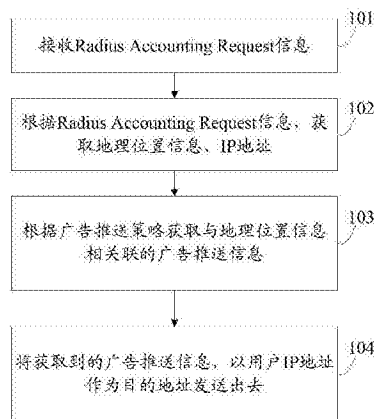 101
接收Radius Accounting Request信息
102
根据Radius Accounting Request信息，获
取地理位置信息、IP地址
103
根据广告推送策略获取与地理位置信息
相关联的广告推送信息
104
将获取到的广告推送信息，以用户IP地址
作为目的地址发送出去